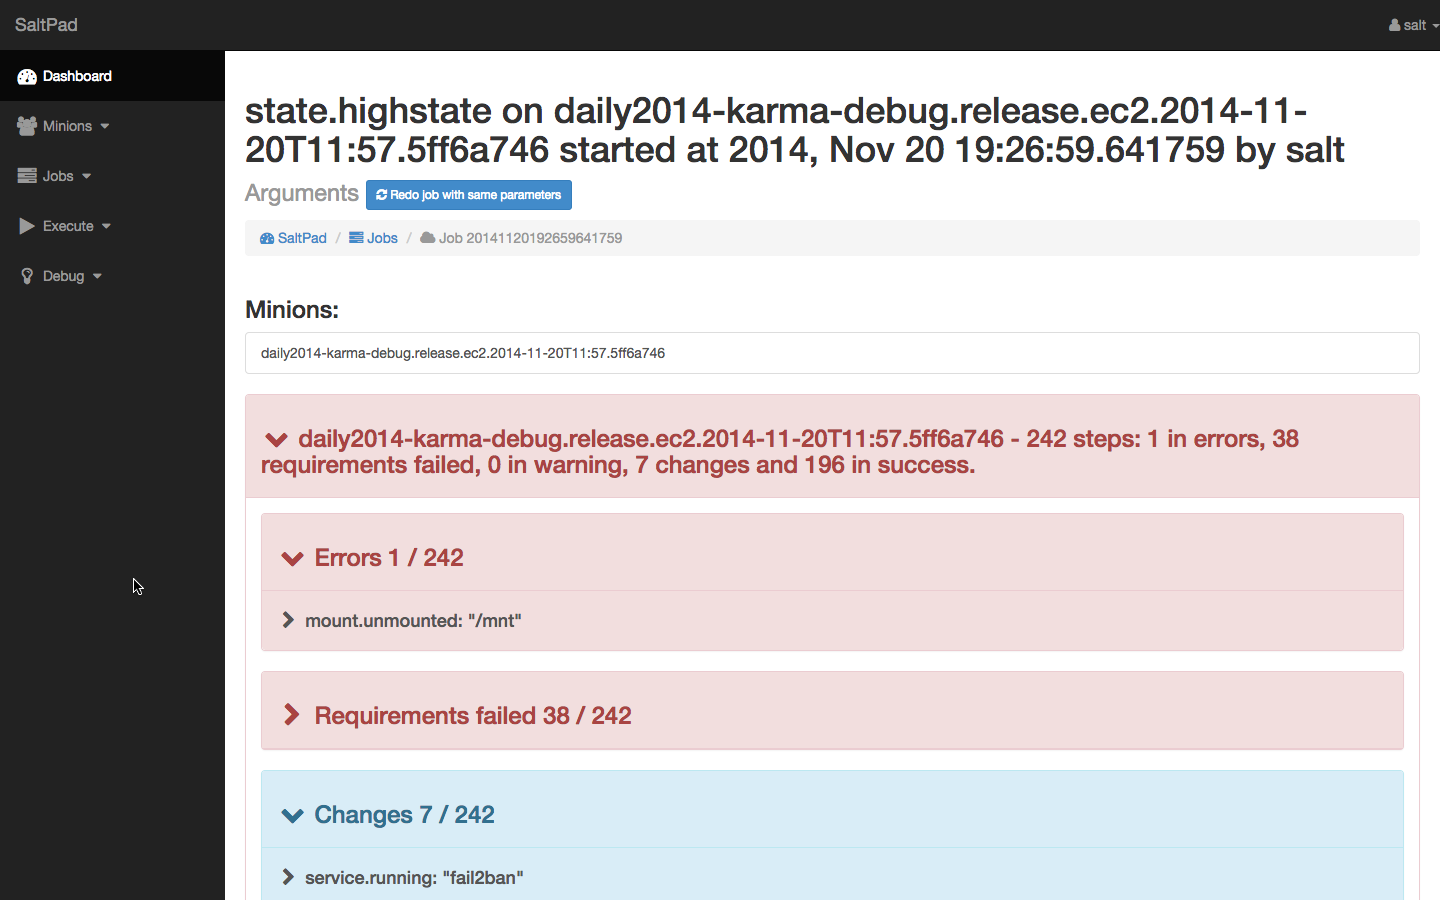 SaltPad
salt
Dashboard
Minions
Jobs
Execute
Debug
state.highstate on daily2014-karma-debug.release.ec2.2014-11-
20T11:57.5ff6a746 started at 2014, Nov 20 19:26:59.641759 by salt
Arguments Redo job with same parameters
SaltPad / Jobs / Job 20141120192659641759
Minions:
daily2014-karma-debug.release.ec2.2014-11-20T11:57.5ff6a746
daily2014-karma-debug.release.ec2.2014-11-20T11:57.5ff6a746 - 242 steps: 1 in errors, 38
requirements failed, 0 in warning, 7 changes and 196 in success.
Errors 1 / 242
mount.unmounted: "/mnt"
Requirements failed 38 / 242
Changes 7 / 242
service.running: "fail2ban"